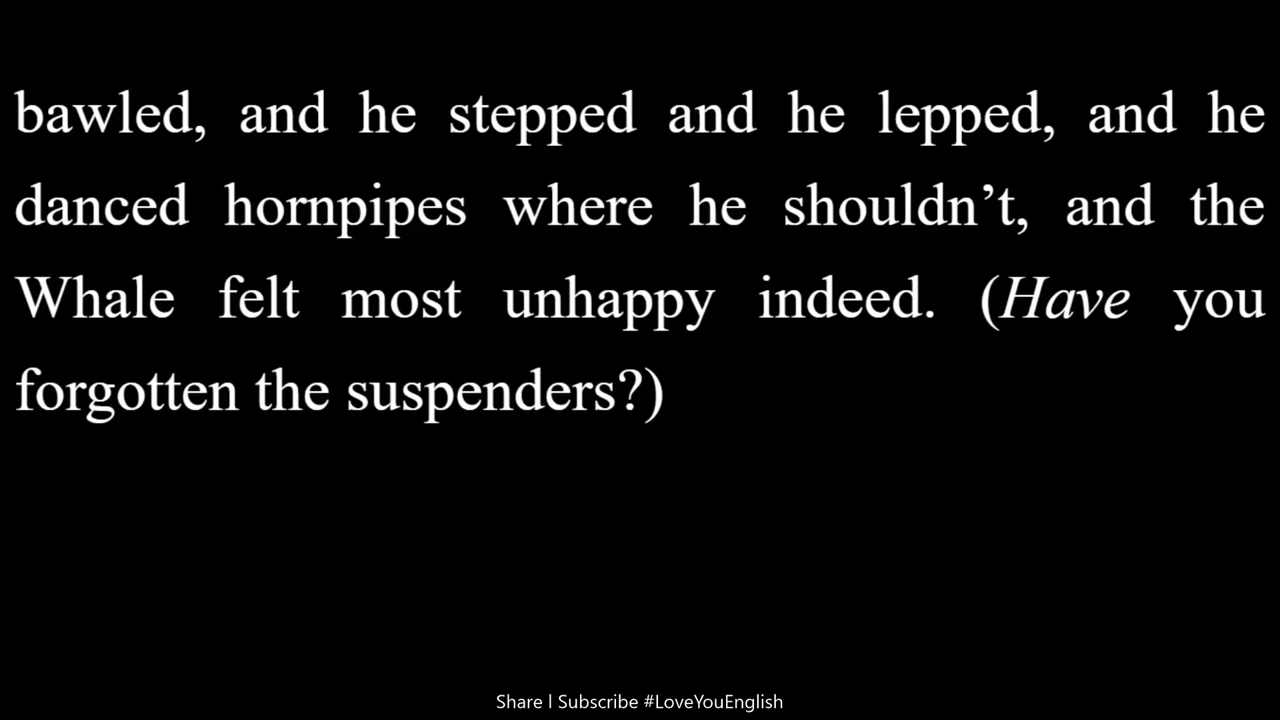 bawled, and he stepped and he lepped, and he
danced hornpipes where he shouldn’t, and the
Whale felt most unhappy indeed. (Have you
forgotten the suspenders?)
Share l Subscribe #LoveYouEnglish